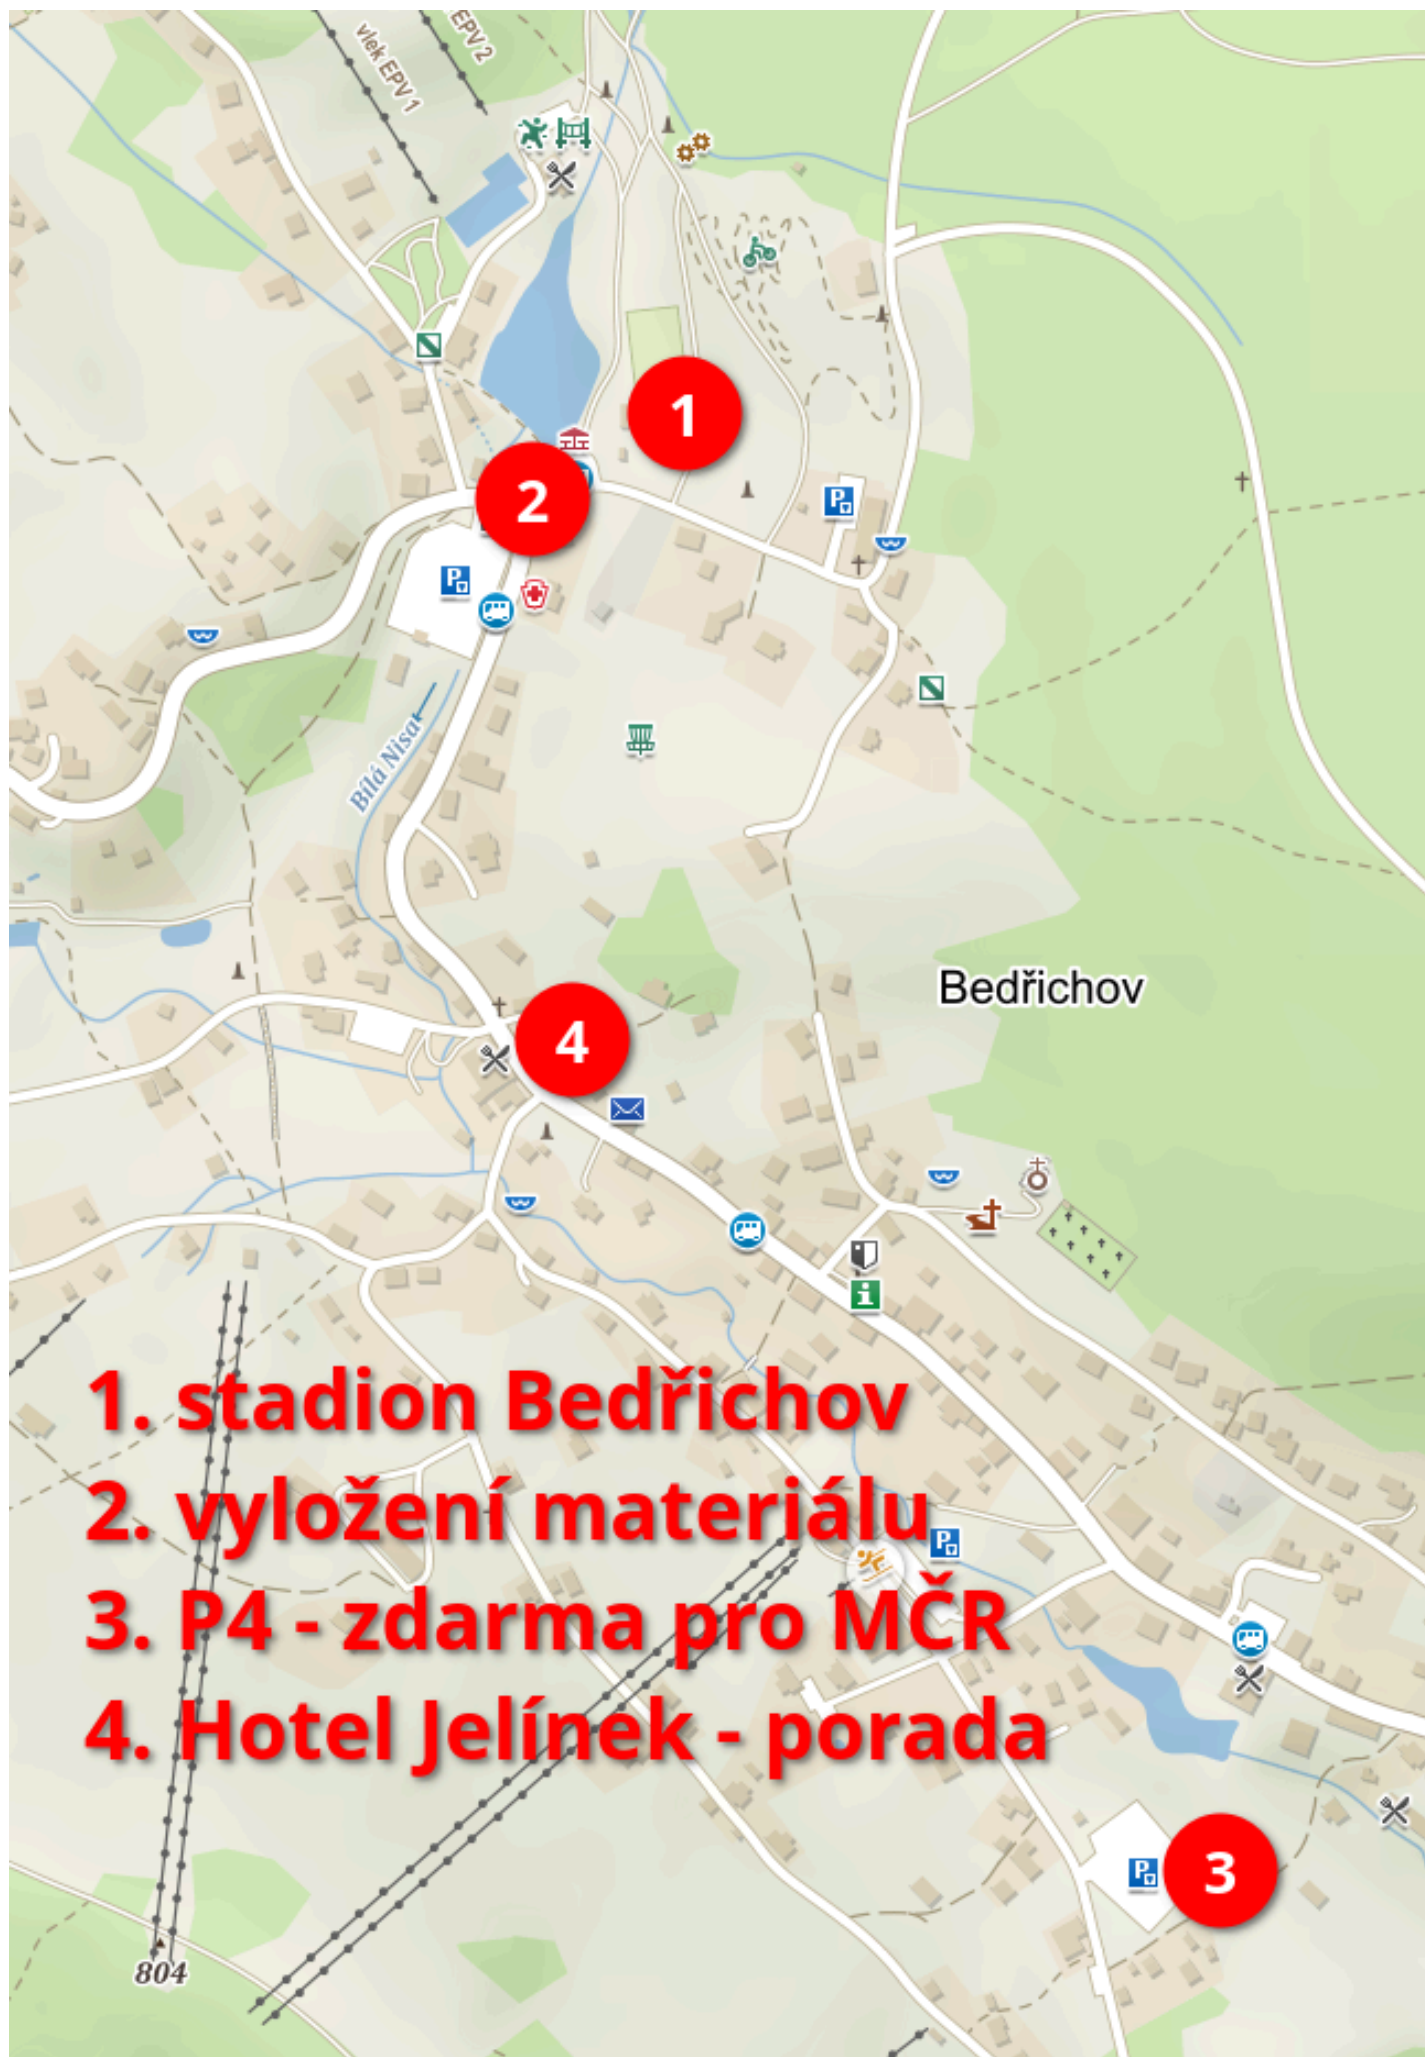 vlek EPV 1
EPV 2
1
2
Bílá Nisa
Bedřichov
4
1. stadion Bedřichov
2. vyložení materiálu
3. P4 - zdarma pro MČR
4. Hotel Jelínek - porada
3
804